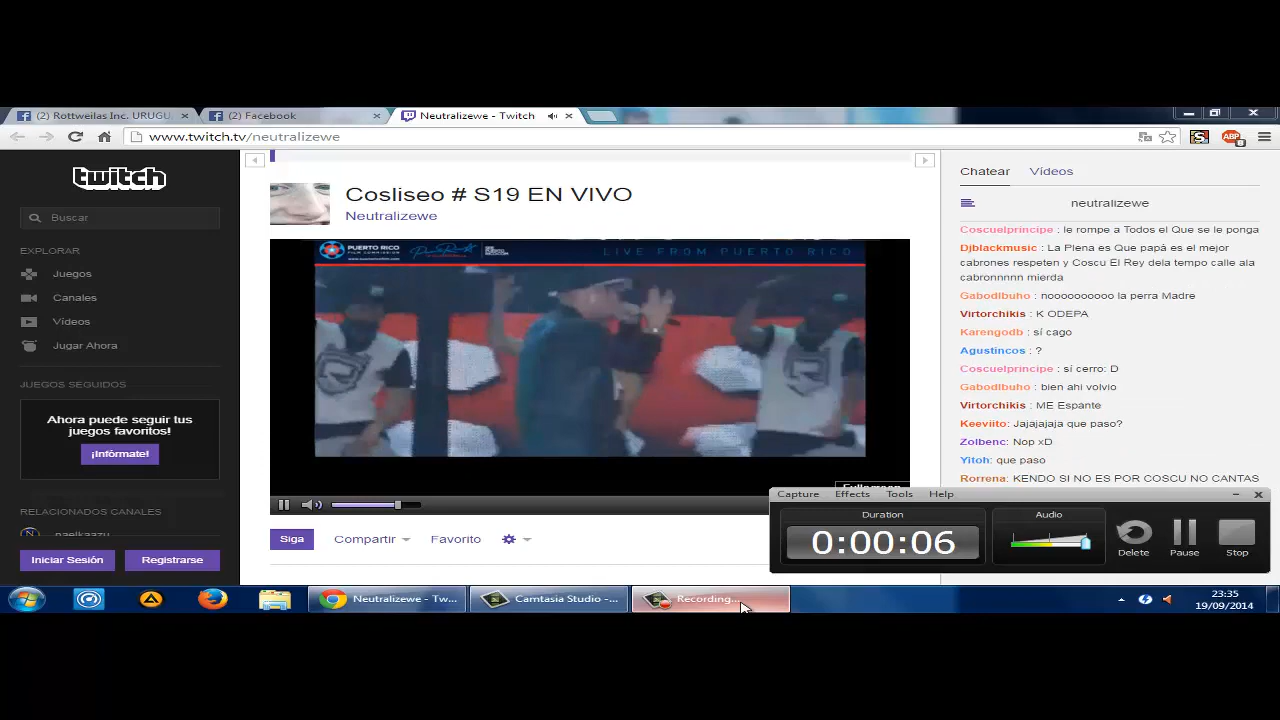 (2) Rottweilas Inc. URUGU
(2) Facebook
Neutralizewe - Twitch
www.twitch.tv/neutralizewe
ABP
twitch
Buscar
EXPLORAR
Juegos
Canales
Vídeos
Jugar Ahora
JUEGOS SEGUIDOS
Ahora puede seguir tus
juegos favoritos!
¡Infórmate!
RELACIONADOS CANALES
naelkaazu
Iniciar Sesión
Registrarse
Cosliseo # S19 EN VIVO
Neutralizewe
PUERTO RICO
FILM COMMISSION
LIVE FROM PUERTO RICO
Siga
Compartir
Favorito
Chatear
Vídeos
neutralizewe
Coscuelprincipe : le rompe a Todos el Que se le ponga
Djblackmusic : La Plena es Que papá es el mejor
cabrones respeten y Coscu El Rey dela tempo calle ala
cabronnnnn mierda
Gabodlbuho : noooooooooo la perra Madre
Virtorchikis : K ODEPA
Karengodb : sí cago
Agustincos : ?
Coscuelprincipe : sí cerro: D
Gabodlbuho : bien ahi volvio
Virtorchikis : ME Espante
Keeviito : Jajajajaja que paso?
Zolbenc: Nop xD
Yitoh: que paso
Rorrena: KENDO SI NO ES POR COSCU NO CANTAS
Capture
Effects
Tools
Help
Duration
0:00:06
Audio
Delete
Pause
Stop
Neutralizewe - Tw...
Camtasia Studio -...
Recording...
23:35
19/09/2014